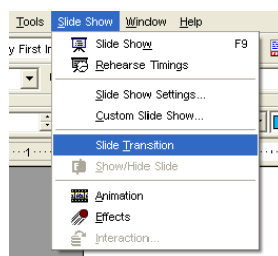 Tools Slide Show Window Help
y First Ir
Slide Show F9
Rehearse Timings
Slide Show Settings...
Custom Slide Show...
Slide Transition
Show/Hide Slide
Animation
Effects
Interaction...
1